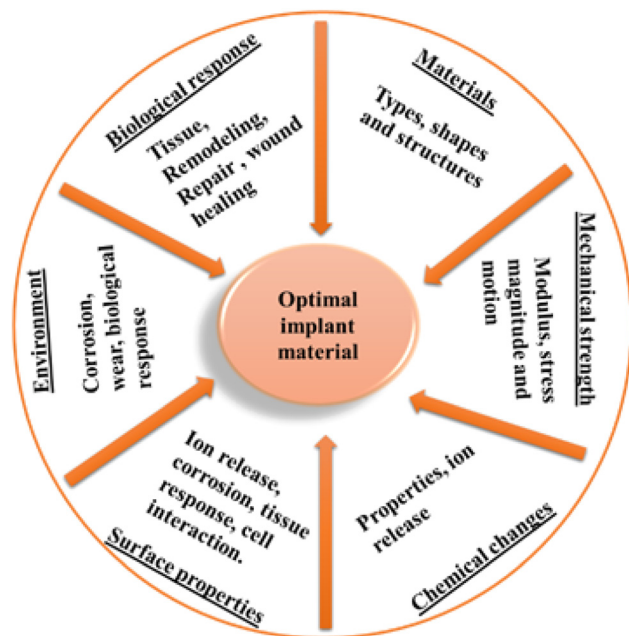 Biological response
Tissue,
Remodeling,
Repair , wound
healing
Materials
Types, shapes
and structures
Mechanical strength
Modulus, stress
magnitude and
motion
Chemical changes
Properties, ion
release
Surface properties
Ion release,
corrosion, tissue
response, cell
interaction.
Environment
Corrosion,
wear, biological
response
Optimal
implant
material